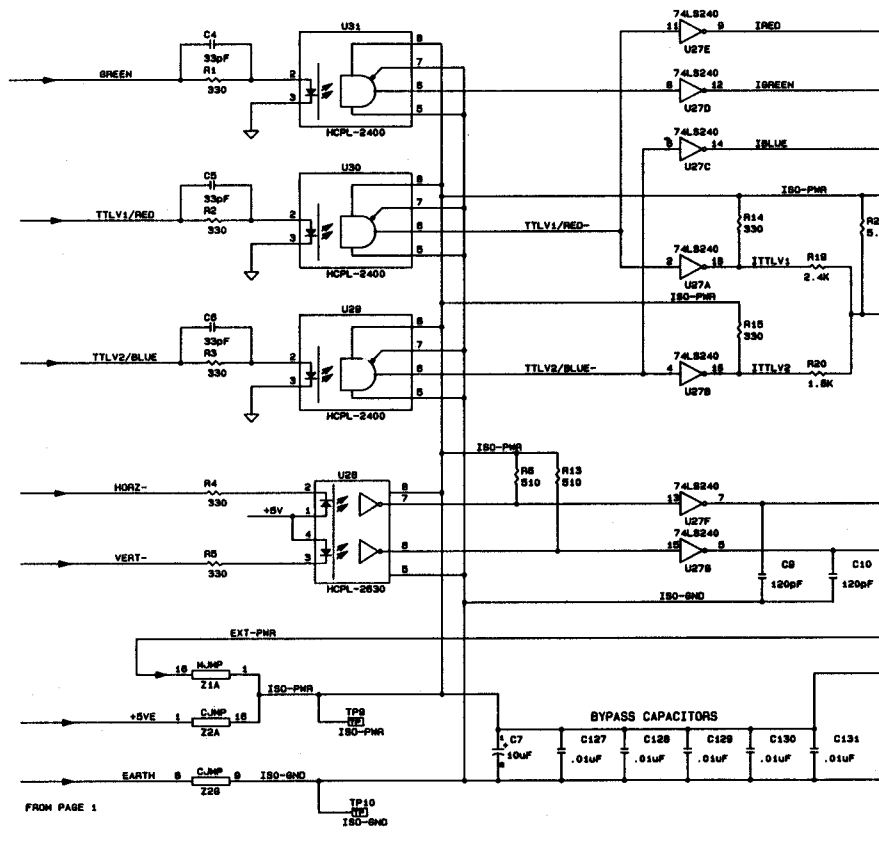 U31
74LS240
C4
8
11
9
IRED
33pF
7
U27E
GREEN
R1
2
74LS240
330
6
8
12
IGREEN
3
5
U27D
HCPL-2400
74LS240
14
IBLUE
U27C
U30
C5
8
ISO-PWR
33pF
7
R14
TTLV1/RED
R2
2
330
330
6
TTLV1/RED-
3
5
74LS240
2
18
ITTLV1
R19
HCPL-2400
U27A
2.4K
ISO-PWR
U29
C6
R15
33pF
330
7
TTLV2/BLUE
R3
2
74LS240
330
6
TTLV2/BLUE-
4
16
ITTLV2
R20
3
5
U27B
1.8K
HCPL-2400
ISO-PWR
U28
R6
R13
HORZ-
R4
2
8
510
510
74LS240
330
7
13
7
+5V
1
U27F
4
74LS240
6
15
5
VERT-
R5
3
5
U27G
C9
C10
330
HCPL-2630
120pF
120pF
ISO-GND
EXT-PWR
16
MJMP
1
Z1A
ISO-PWR
+5VE
1
CJMP
16
TP9
Z2A
TP
BYPASS CAPACITORS
ISO-PWR
C7
C127
C128
C129
C130
C131
10uF
.01uF
.01uF
.01uF
.01uF
.01uF
EARTH
8
CJMP
9
ISO-GND
Z2G
TP10
FROM PAGE 1
TP
ISO-GND